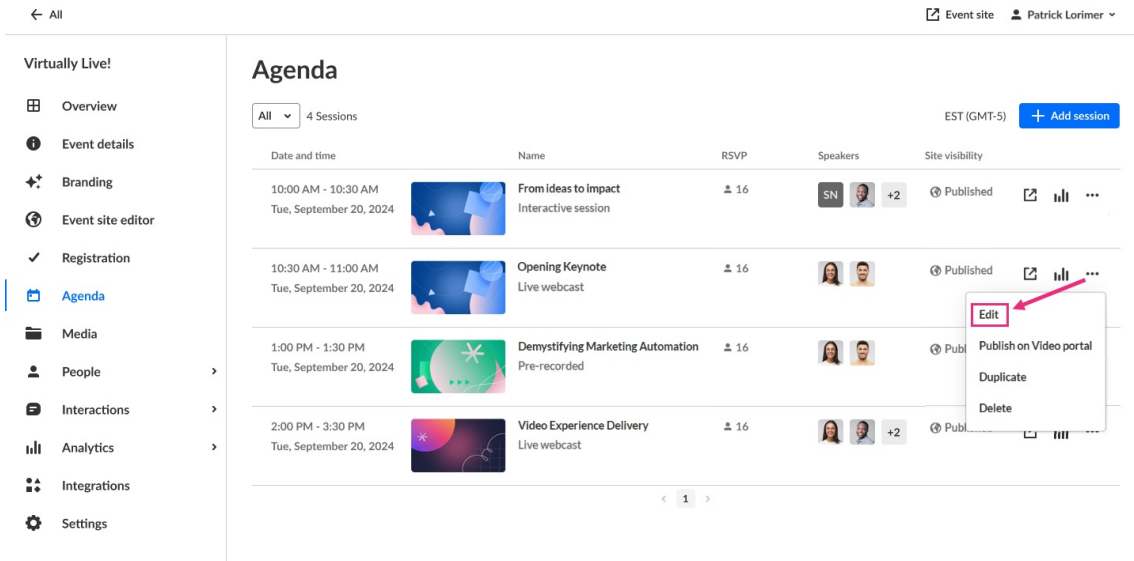 ← All
Event site
Patrick Lorimer
Virtually Live!
Overview
Event details
Branding
Event site editor
Registration
Agenda
Media
People
Interactions
Analytics
Integrations
Settings
Agenda
All
4 Sessions
EST (GMT-5)
+ Add session
Date and time Name RSVP Speakers Site visibility
10:00 AM - 10:30 AM
Tue, September 20, 2024
From ideas to impact
Interactive session
16
SN
+2
Published
10:30 AM - 11:00 AM
Tue, September 20, 2024
Opening Keynote
Live webcast
16
Published
Edit
Publish on Video portal
Duplicate
Delete
1:00 PM - 1:30 PM
Tue, September 20, 2024
Demystifying Marketing Automation
Pre-recorded
16
Publ
2:00 PM - 3:30 PM
Tue, September 20, 2024
Video Experience Delivery
Live webcast
16
+2
Published
< 1 >